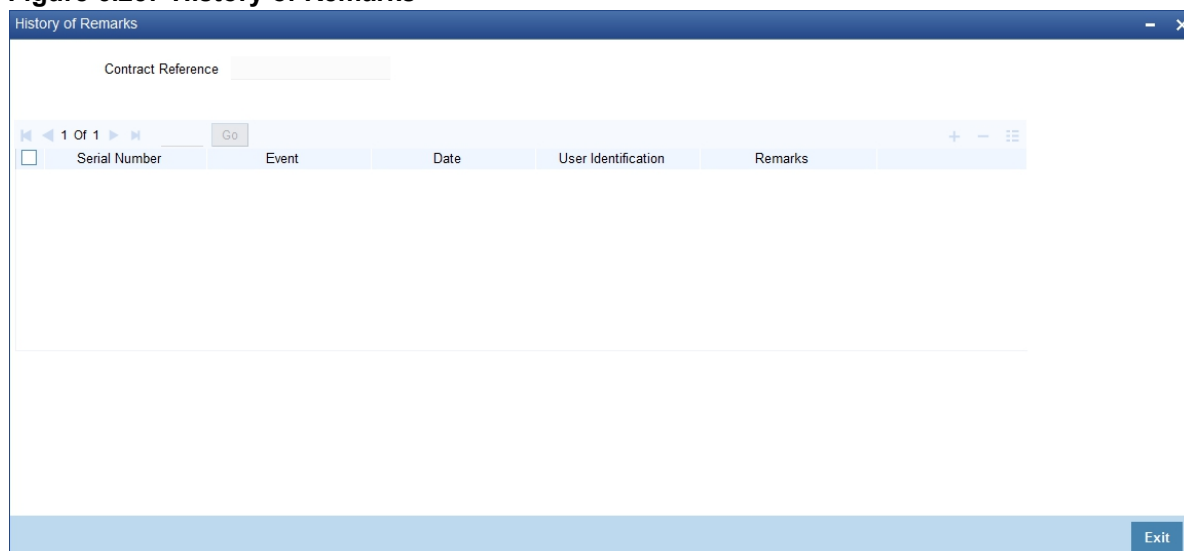 History of Remarks
Contract Reference
1 Of 1 Go
Serial Number Event Date User Identification Remarks
Exit